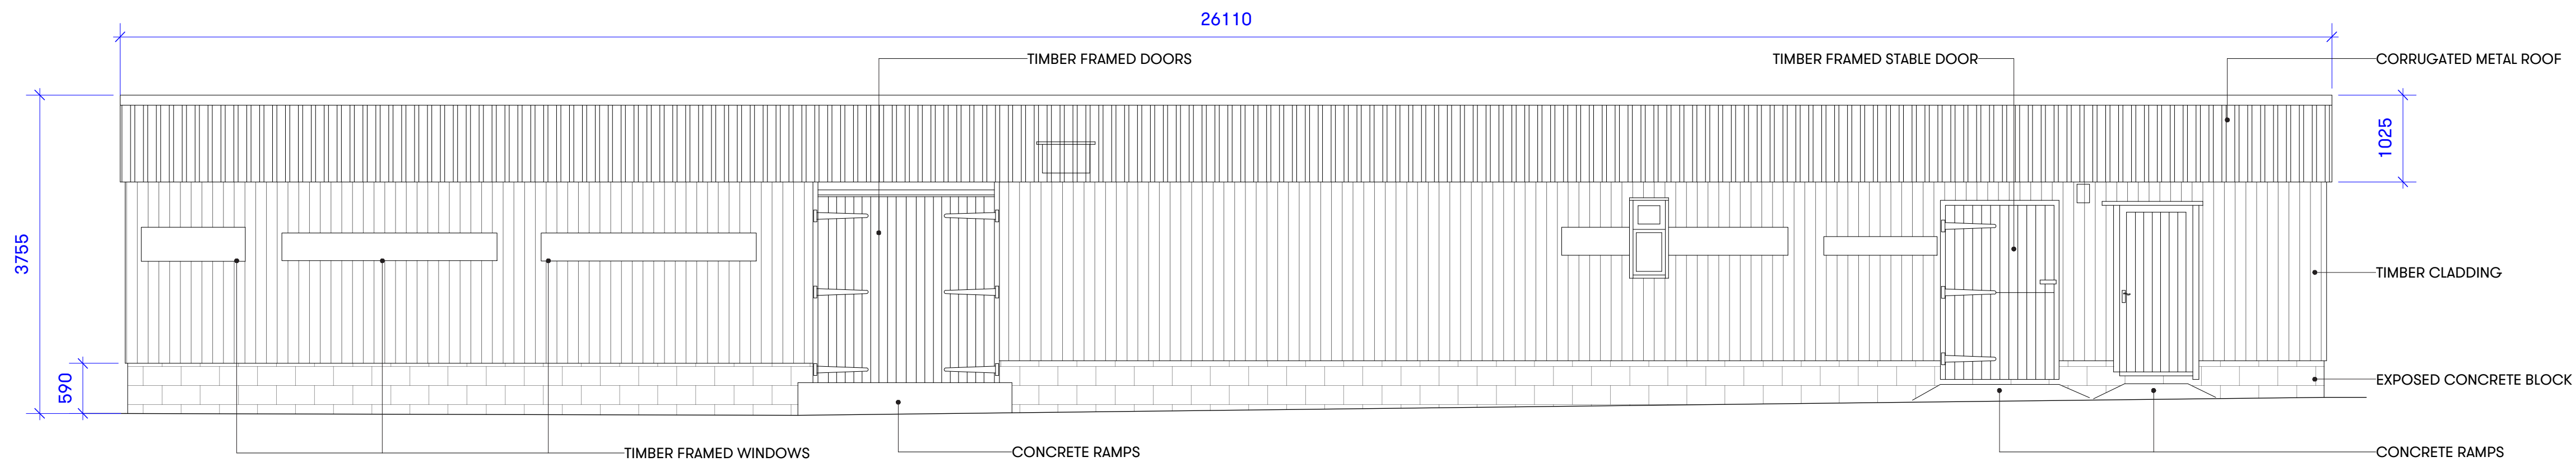 26110
TIMBER FRAMED DOORS
TIMBER FRAMED STABLE DOOR
CORRUGATED METAL ROOF
1025
3755
TIMBER CLADDING
590
EXPOSED CONCRETE BLOCK
TIMBER FRAMED WINDOWS
CONCRETE RAMPS
CONCRETE RAMPS